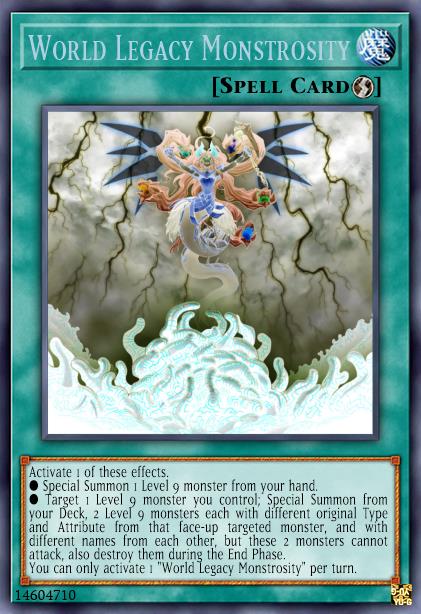 World Legacy Monstrosity
魔
[Spell Card]
Activate 1 of these effects.
● Special Summon 1 Level 9 monster from your hand.
● Target 1 Level 9 monster you control; Special Summon from
your Deck, 2 Level 9 monsters each with different original Type
and Attribute from that face-up targeted monster, and with
different names from each other, but these 2 monsters cannot
attack, also destroy them during the End Phase.
You can only activate 1 "World Legacy Monstrosity" per turn.
14604710